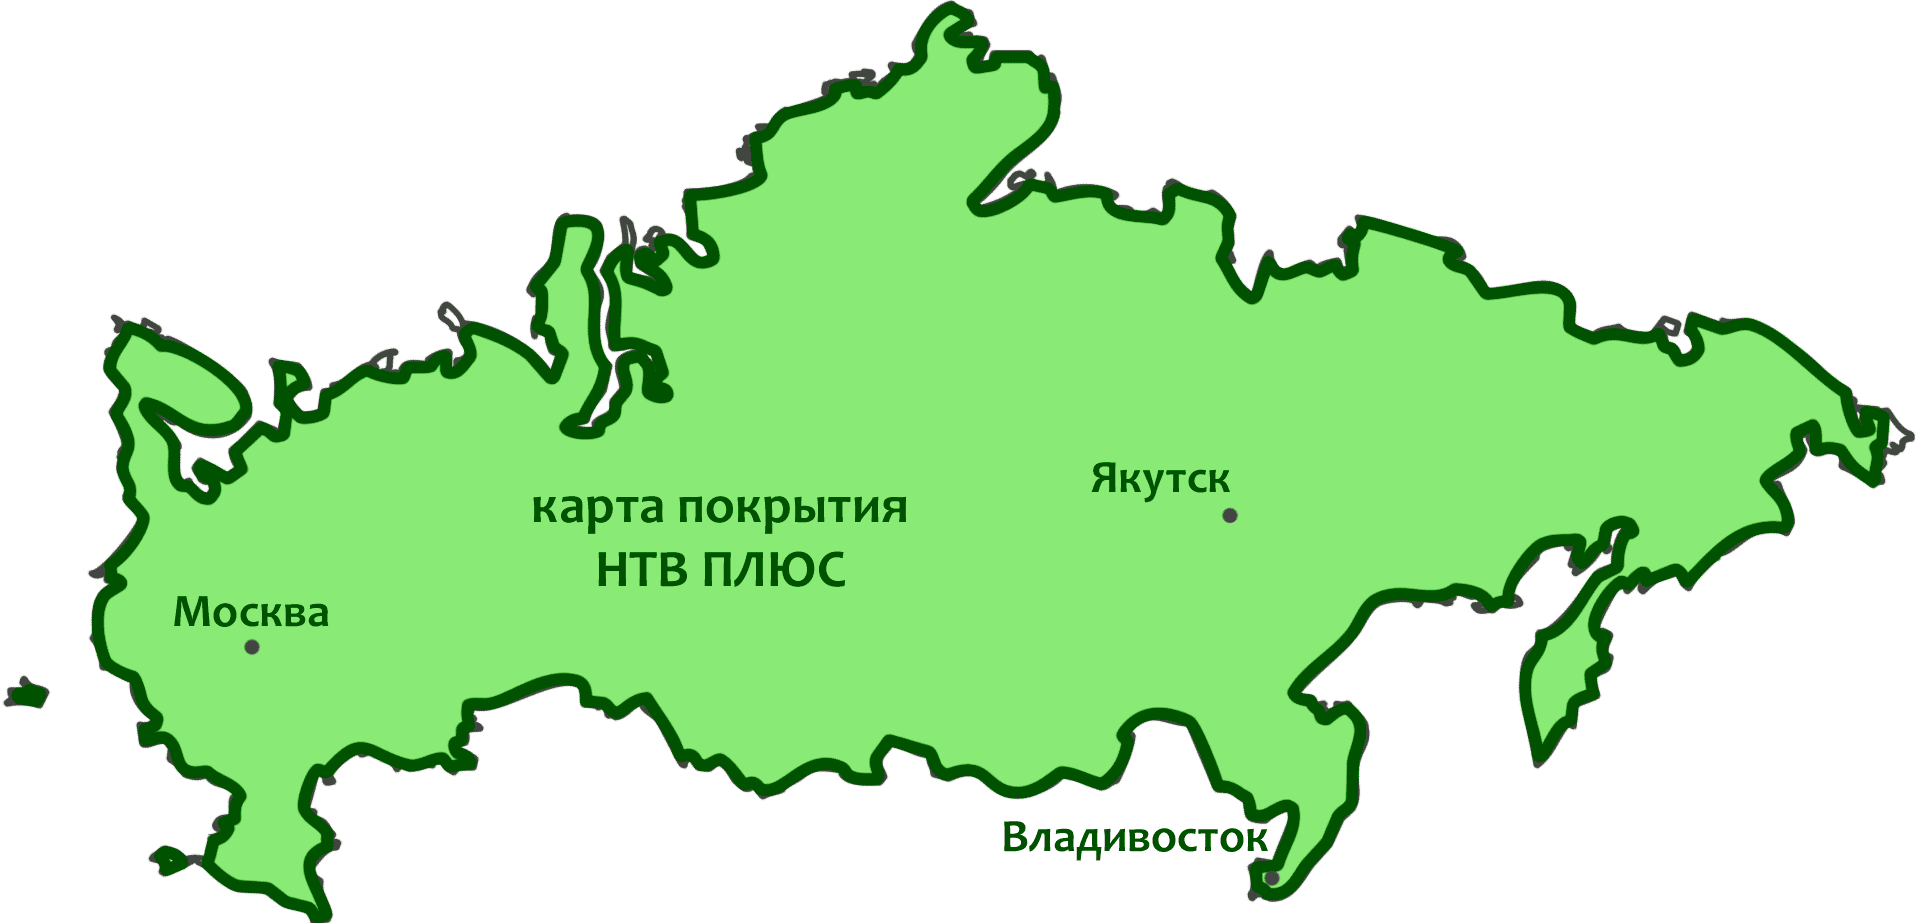 Якутск
карта покрытия
НТВ ПЛЮС
Москва
Владивосток